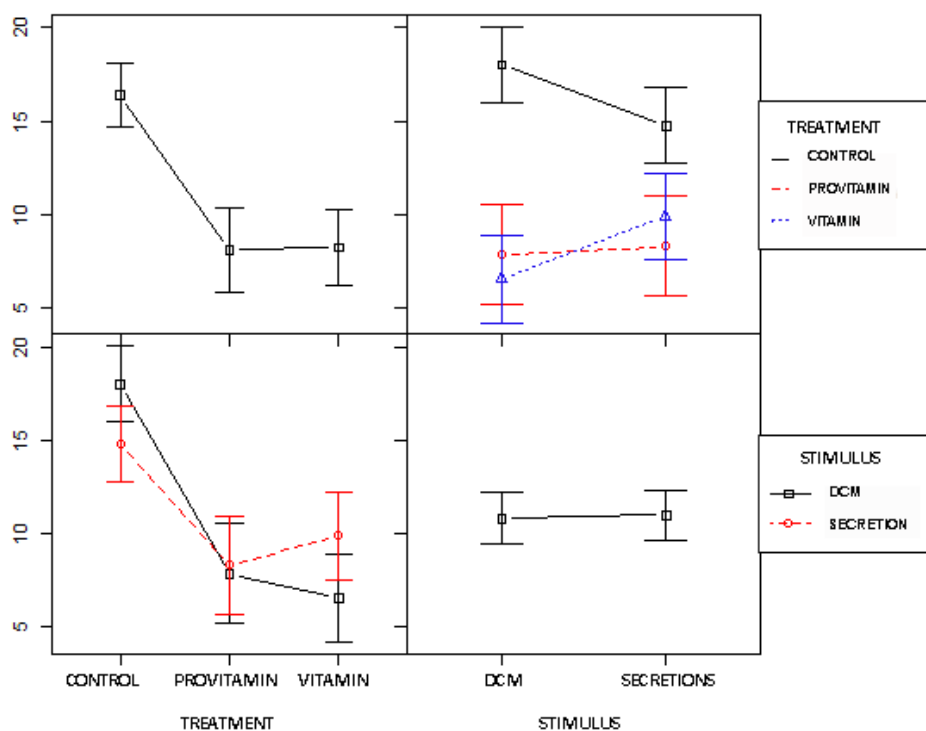 20
15
10
5
TREATMENT
CONTROL
PROVITAMIN
VITAMIN
20
15
10
5
STIMULUS
DCM
SECRETION
CONTROL PROVITAMIN VITAMIN DCM SECRETIONS
TREATMENT STIMULUS